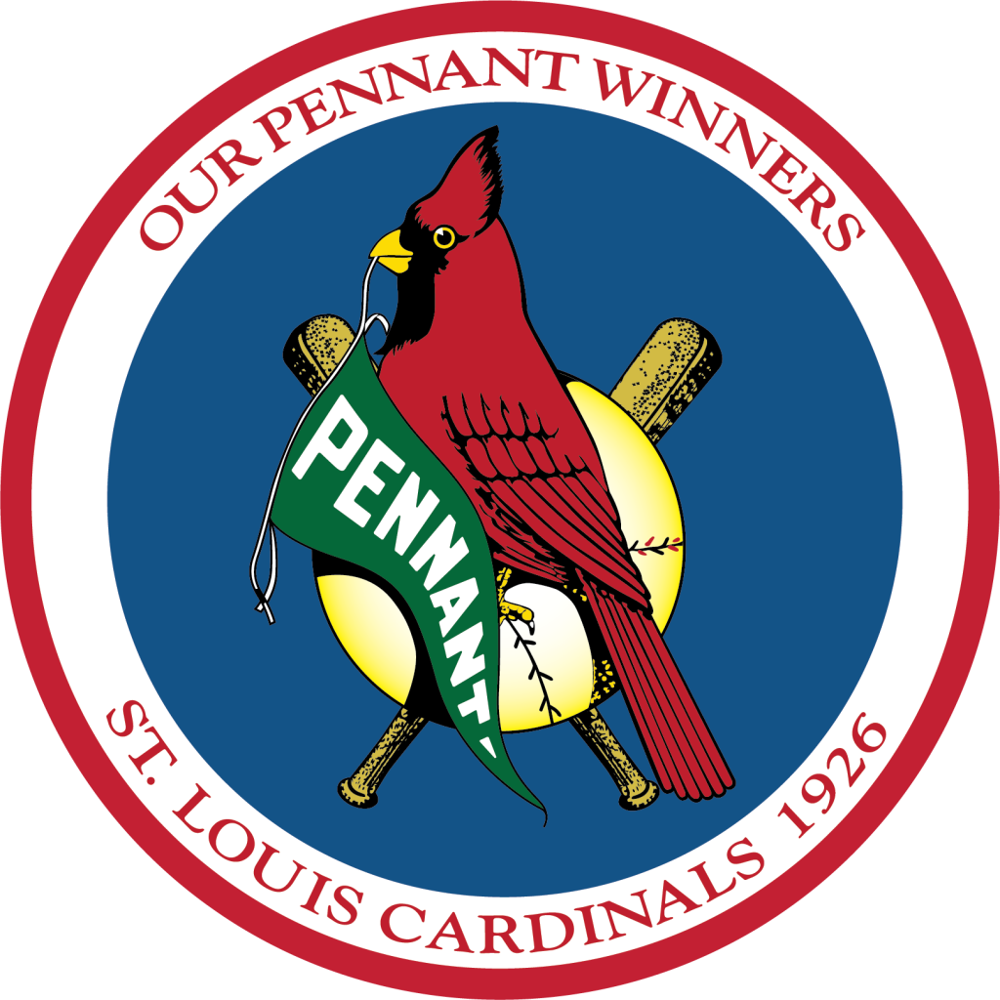 OUR PENNANT WINNERS
PENNANT
ST. LOUIS CARDINALS 1926